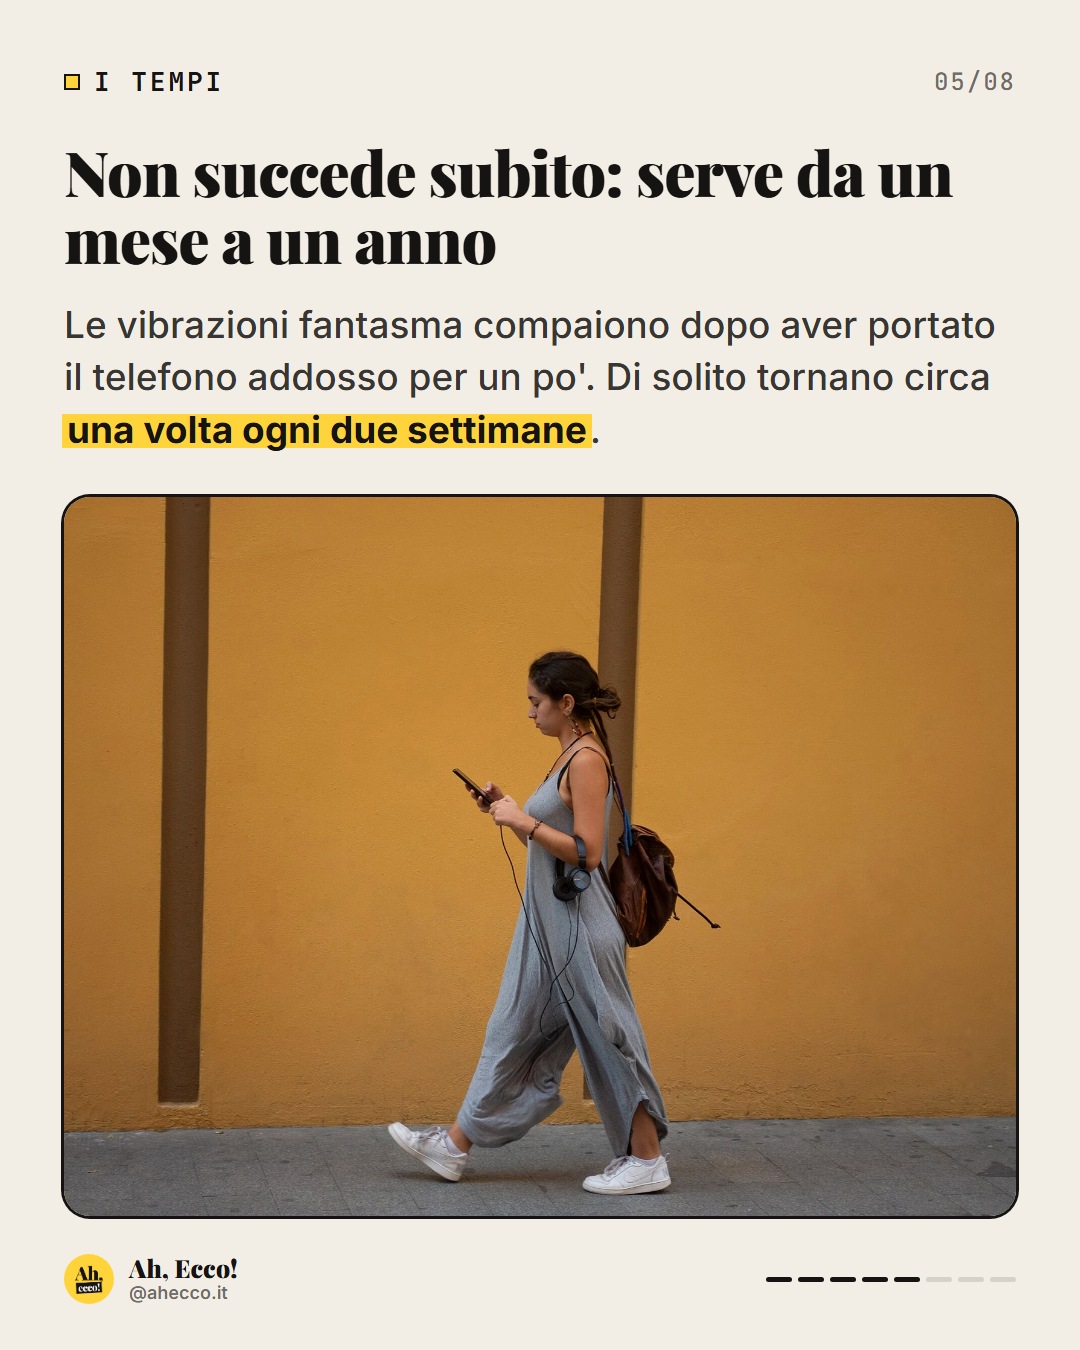 I TEMPI
05/08
Non succede subito: serve da un
mese a un anno
Le vibrazioni fantasma compaiono dopo aver portato
il telefono addosso per un po'. Di solito tornano circa
una volta ogni due settimane.
Ah,
ecco!
Ah, Ecco!
@ahecco.it